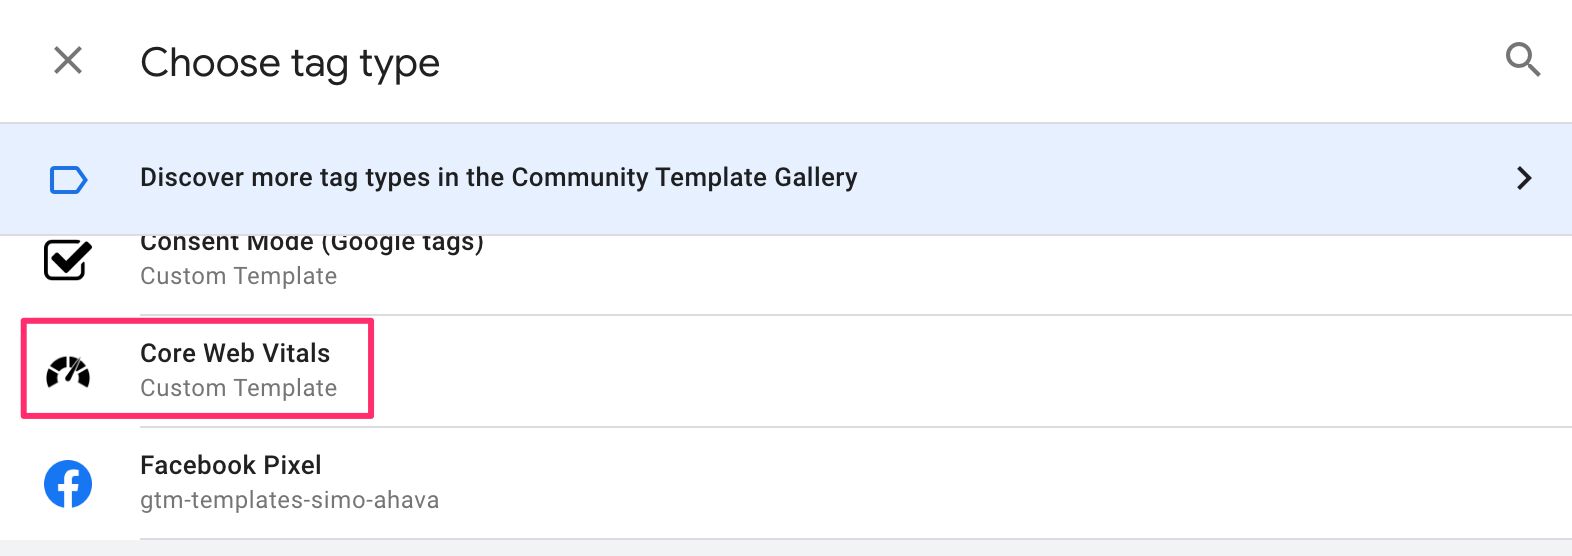 Choose tag type
Discover more tag types in the Community Template Gallery
Consent Mode (Google tags)
Custom Template
Core Web Vitals
Custom Template
Facebook Pixel
gtm-templates-simo-ahava